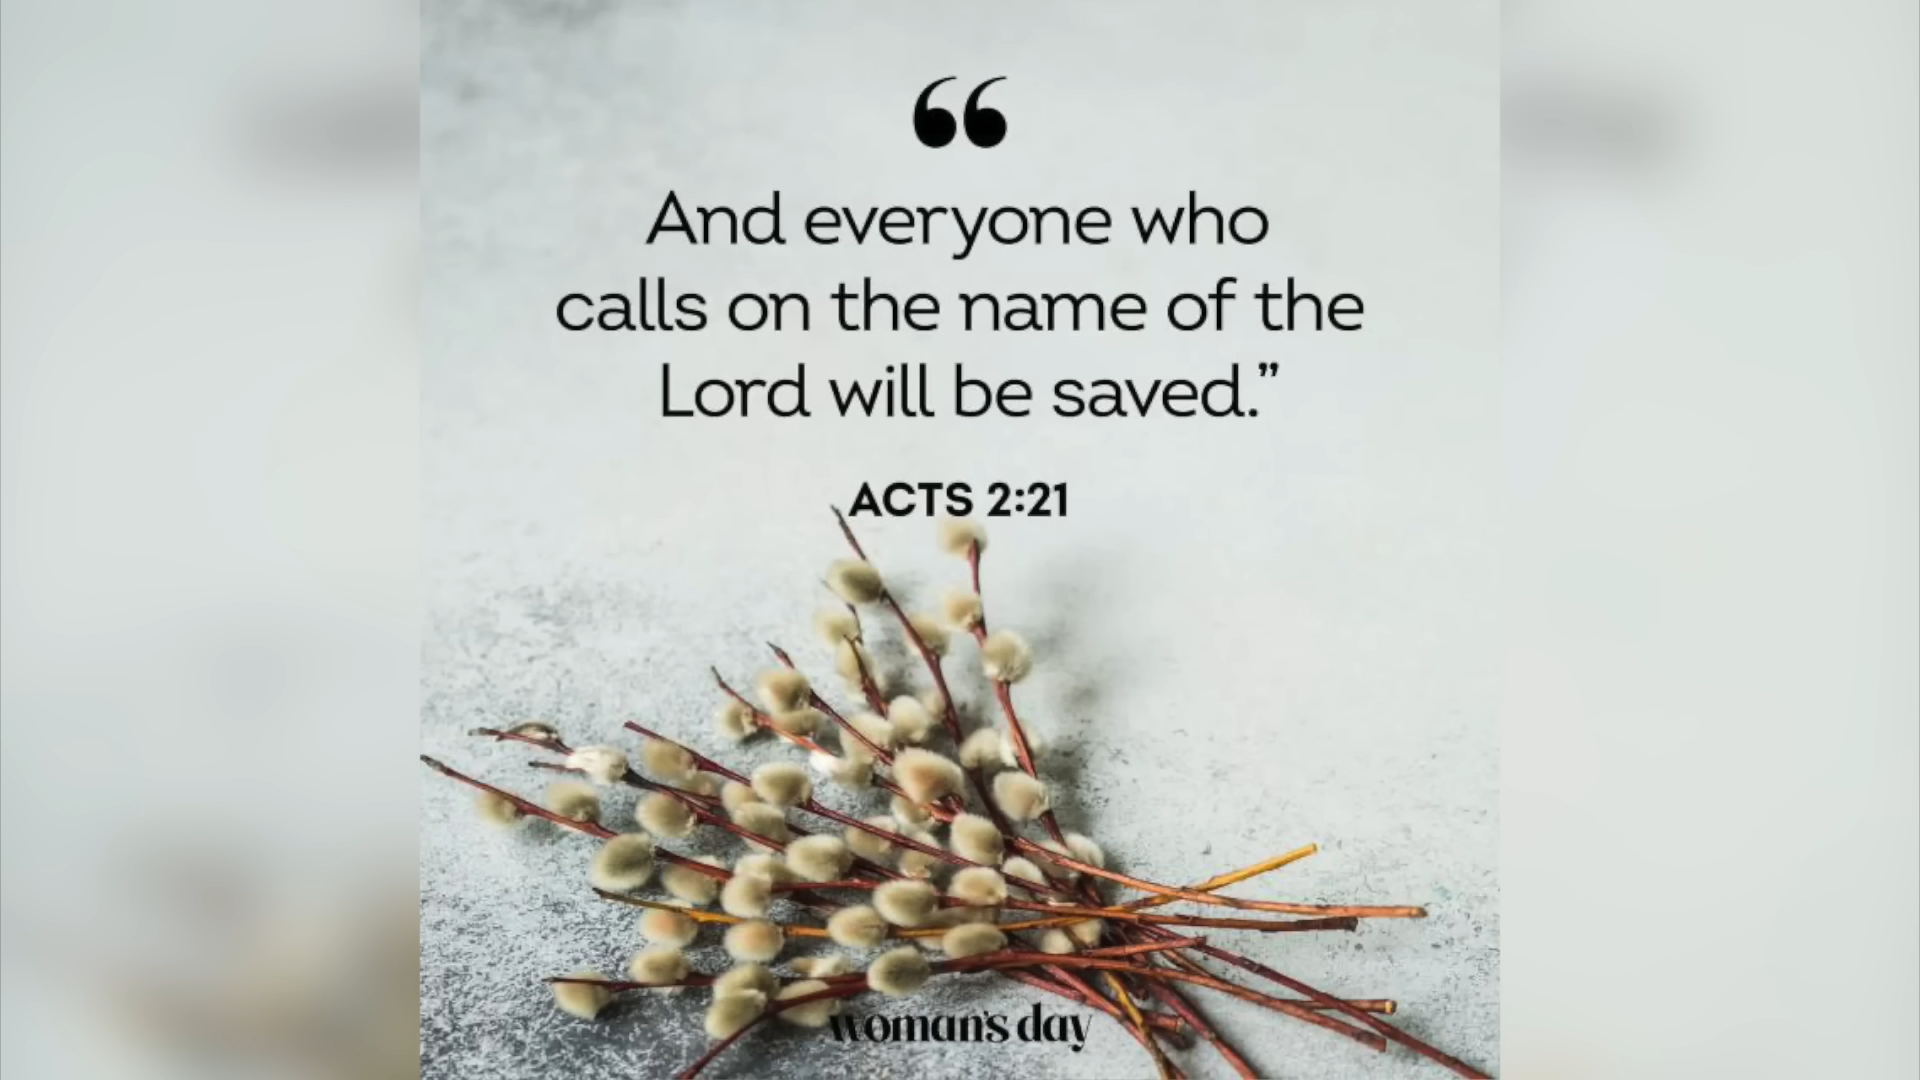 “
And everyone who
calls on the name of the
Lord will be saved.”
ACTS 2:21
woman's day